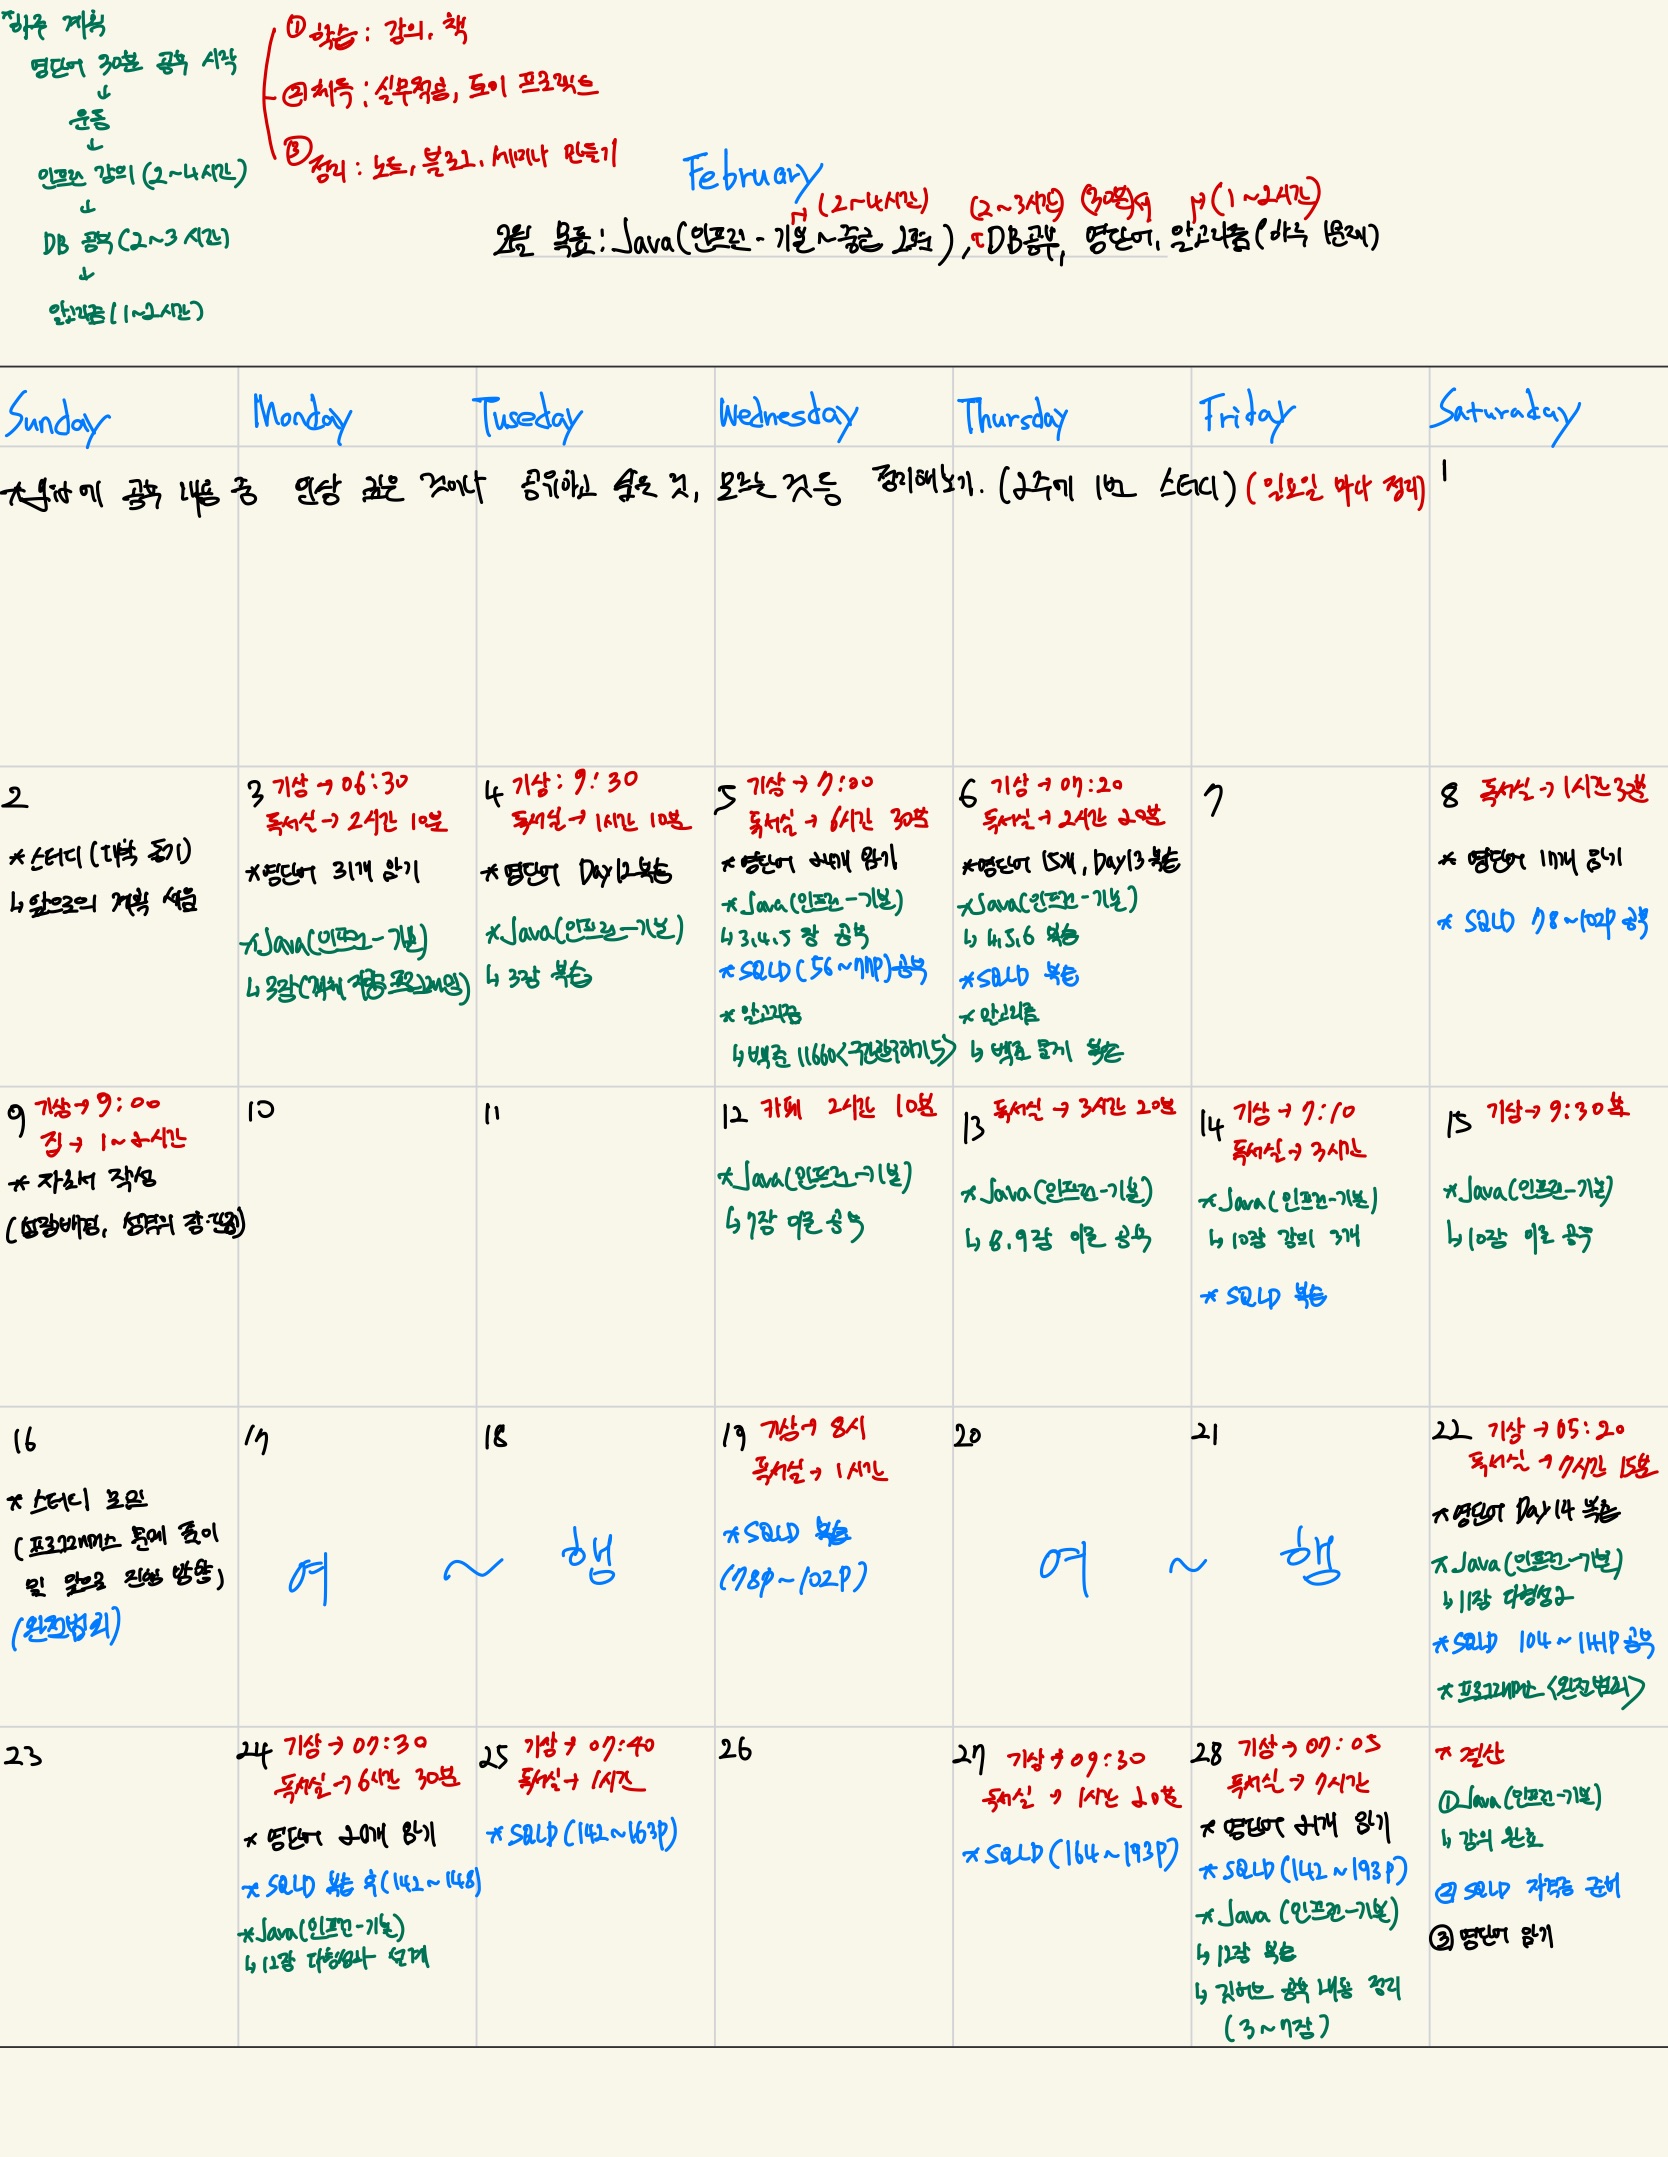 *하루 계획
영단어 30분 공부 시작
↓
운동
↓
인프런 강의 (2~4시간)
↓
DB 공부 (2~3시간)
↓
알고리즘 (1~2시간)
① 학습 : 강의, 책
② 체득 : 실무적용, 토이 프로젝트
③ 정리 : 노트, 블로그, 세미나 만들기
February
(2~4시간) (2~3시간) (30분) (1~2시간)
2월 목표 : Java(인프런 - 기본~중급 2편), DB공부, 영단어, 알고리즘(하루 1문제)
Sunday Monday Tuseday Wednesday Thursday Friday Saturaday
에 공부 내용 중 인상 깊은 것이나 공유하고 싶은 것, 모르는 것 등 정리해보기. (2주에 1번 스터디) (일요일 마다 정리)
1
2
* 스터디 (대학 동기)
↳ 앞으로의 계획 세움
3 기상 → 06:30
독서실 → 2시간 10분
*영단어 31개 암기
*Java(인프런-기본)
↳ 3장(객체 지향 프로그래밍)
4 기상 : 9:30
독서실 → 1시간 10분
*영단어 Day12 복습
*Java(인프런-기본)
↳ 3장 복습
5 기상 → 7:00
독서실 → 6시간 30분
*영단어 암기
*Java(인프런-기본)
↳ 3.4.5 장 공부
*SQLD (56~77P) 공부
* 알고리즘
↳ 백준 11660<구간합구하기5>
6 기상 → 07:20
독서실 → 2시간 20분
*영단어 15개, Day13 복습
*Java(인프런-기본)
↳ 4.5.6 복습
*SQLD 복습
* 알고리즘
↳ 백준 문제 복습
7
8 독서실 → 1시간 3분
* 영단어 17개 암기
* SQLD 78~102P 공부
9 기상 → 9:00
집 → 1~2시간
* 자소서 작성
(성장배경, 성격의 장·단점)
10
11
12 카페 2시간 10분
*Java(인프런-기본)
↳ 7장 이론 공부
13 독서실 → 3시간 20분
*Java(인프런-기본)
↳ 8.9장 이론 공부
14 기상 → 7:10
독서실 → 3시간
*Java(인프런-기본)
↳ 10장 강의 3개
* SQLD 복습
15 기상 → 9:30분
*Java(인프런-기본)
↳ 10장 이론 공부
16
* 스터디 모임
(프로그래머스 문제 풀이
및 앞으로 진행 방향)
(완전범죄)
17
18
여 ~ 행
19 기상 → 8시
독서실 → 1시간
*SQLD 복습
(78P~102P)
20
21
여 ~ 행
22 기상 → 05:20
독서실 → 7시간 15분
*영단어 Day14 복습
*Java(인프런-기본)
↳ 11장 다형성2
*SQLD 104~141P 공부
*프로그래머스 <완전범죄>
23
24 기상 → 07:30
독서실 → 6시간 30분
* 영단어 20개 암기
* SQLD 복습 후(142~148)
*Java(인프런-기본)
↳ 12장 다형성과 설계
25 기상 → 07:40
독서실 → 1시간
*SQLD (142~163P)
26
27 기상 → 09:30
독서실 → 1시간 20분
*SQLD (164~193P)
28 기상 → 07:05
독서실 → 7시간
* 영단어 21개 암기
*SQLD (142~193P)
*Java (인프런-기본)
↳ 12장 복습
↳ 깃허브 공부 내용 정리
(3~7장)
* 결산
① Java(인프런-기본)
↳ 강의 완료
② SQLD 자격증 준비
③ 영단어 암기